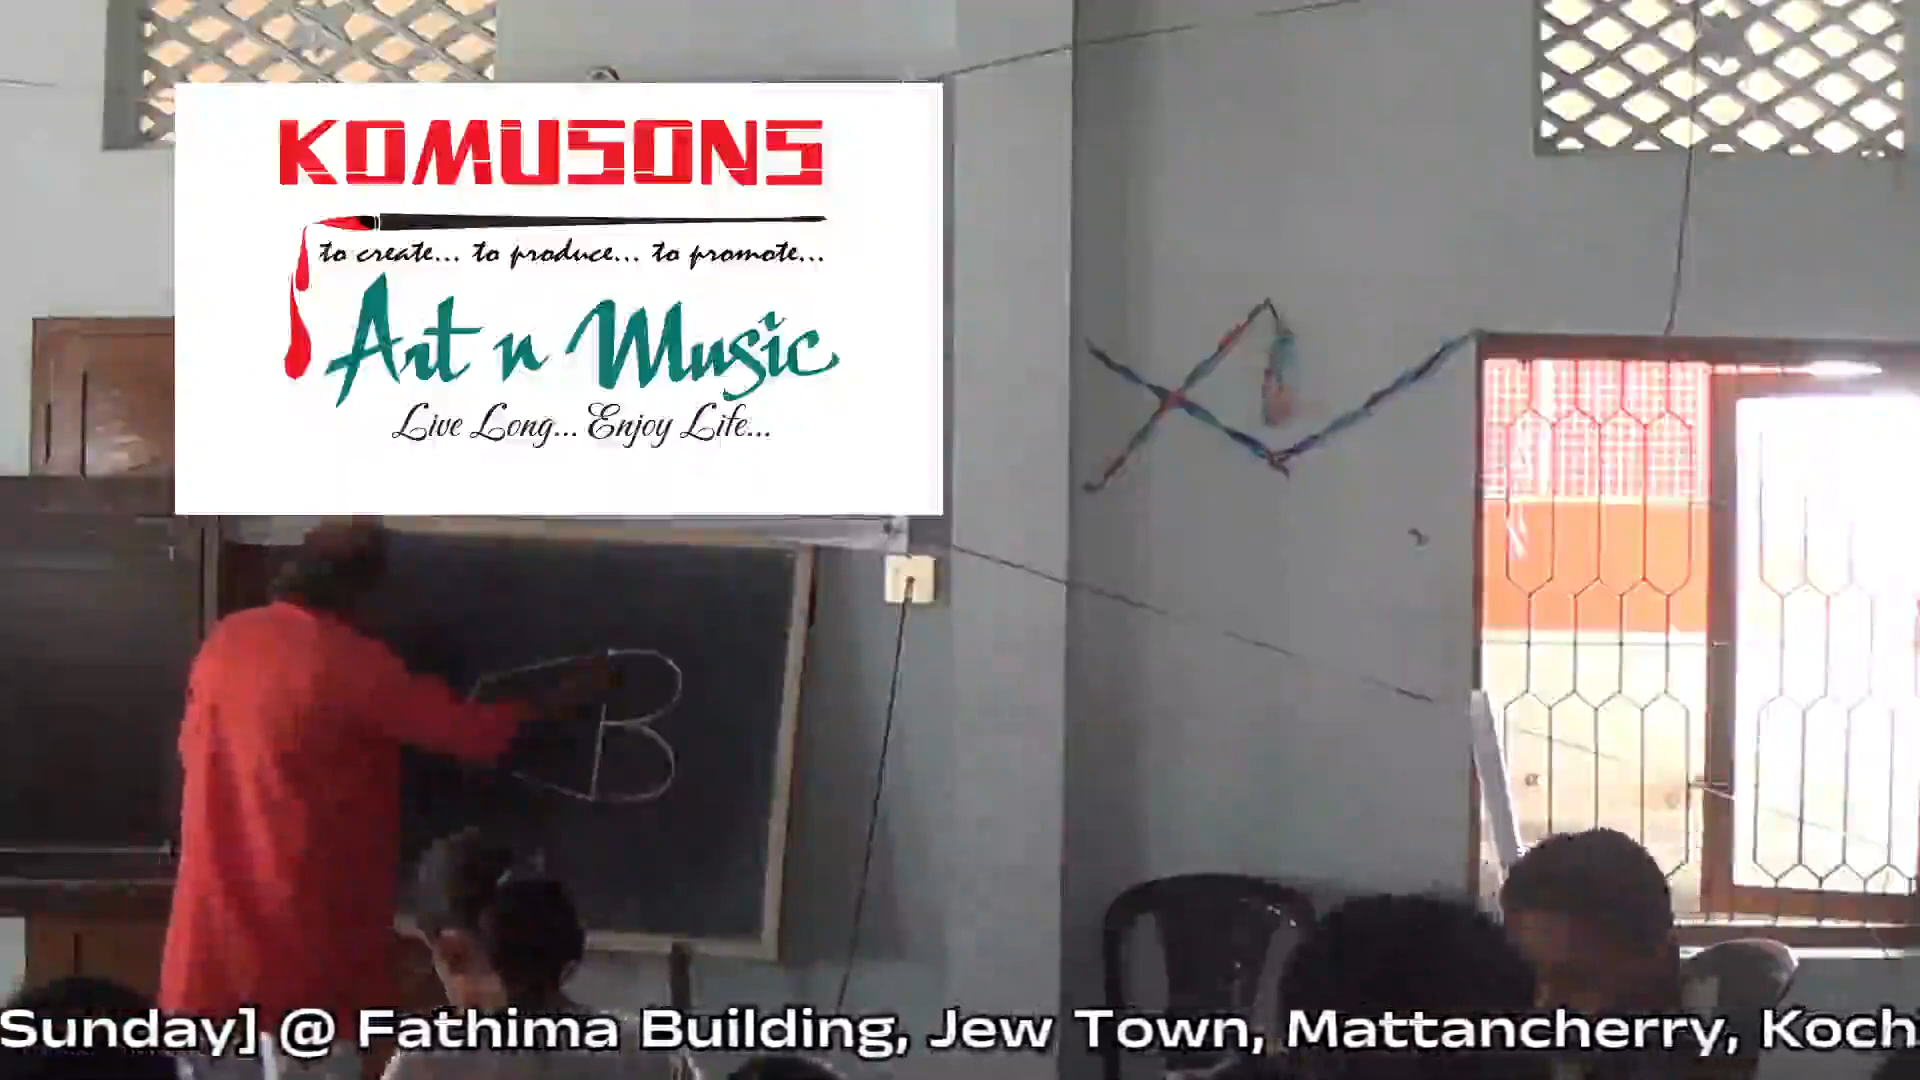 KOMUSONS
to create... to produce... to promote...
Art n Music
Live Long... Enjoy Life...
B
Sunday] @ Fathima Building, Jew Town, Mattancherry, Koch